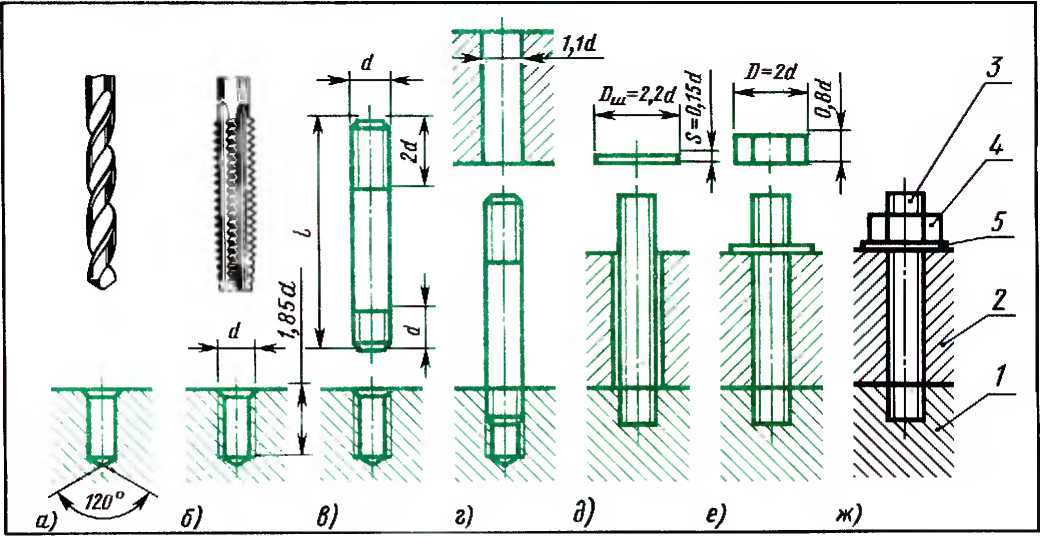 d
1,1d
Dш=2,2d
S=0,15d
D=2d
0,8d
3
2d
4
l
5
1,85d
d
d
2
1
120°
а)
б)
в)
г)
д)
е)
ж)